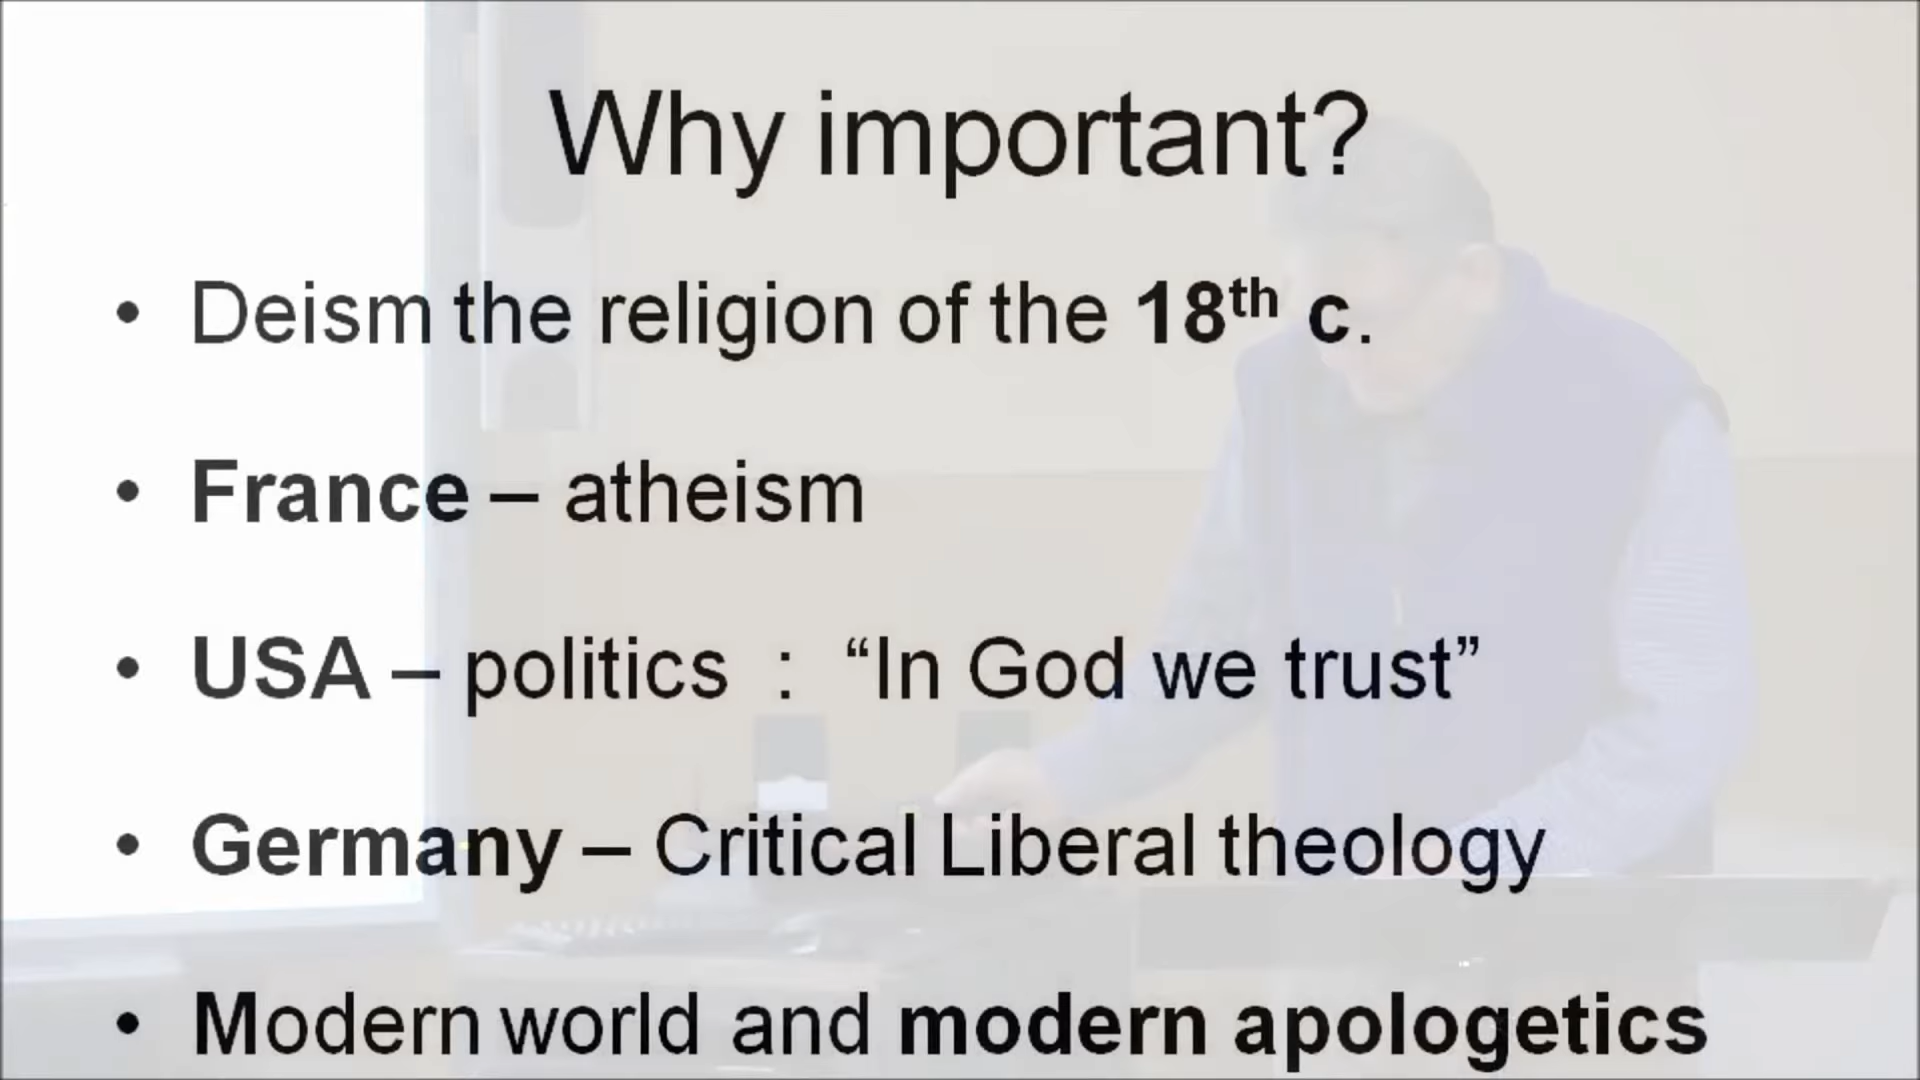 Why important?
• Deism the religion of the 18th c.
• France – atheism
• USA – politics : “In God we trust”
• Germany – Critical Liberal theology
• Modern world and modern apologetics